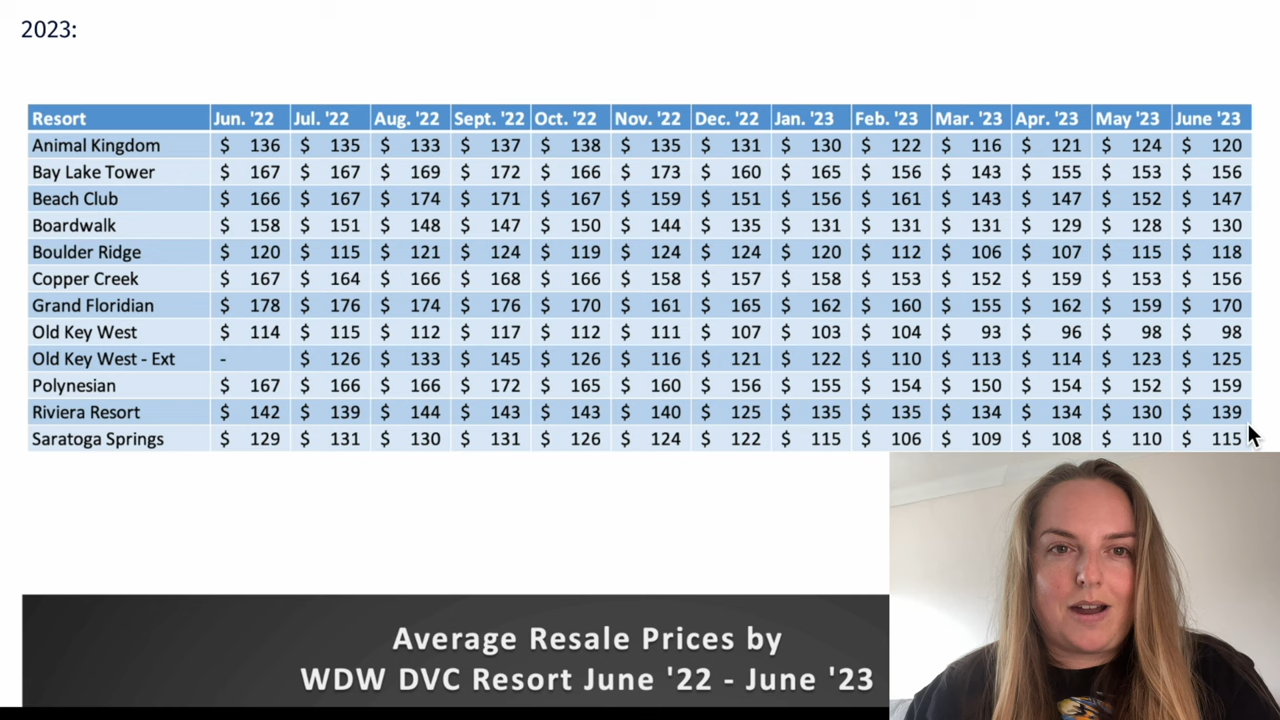 2023:
Resort Jun. '22 Jul. '22 Aug. '22 Sept. '22 Oct. '22 Nov. '22 Dec. '22 Jan. '23 Feb. '23 Mar. '23 Apr. '23 May '23 June '23
Animal Kingdom $ 136 $ 135 $ 133 $ 137 $ 138 $ 135 $ 131 $ 130 $ 122 $ 116 $ 121 $ 124 $ 120
Bay Lake Tower $ 167 $ 167 $ 169 $ 172 $ 166 $ 173 $ 160 $ 165 $ 156 $ 143 $ 155 $ 153 $ 156
Beach Club $ 166 $ 167 $ 174 $ 171 $ 167 $ 159 $ 151 $ 156 $ 161 $ 143 $ 147 $ 152 $ 147
Boardwalk $ 158 $ 151 $ 148 $ 147 $ 150 $ 144 $ 135 $ 131 $ 131 $ 131 $ 129 $ 128 $ 130
Boulder Ridge $ 120 $ 115 $ 121 $ 124 $ 119 $ 124 $ 124 $ 120 $ 112 $ 106 $ 107 $ 115 $ 118
Copper Creek $ 167 $ 164 $ 166 $ 168 $ 166 $ 158 $ 157 $ 158 $ 153 $ 152 $ 159 $ 153 $ 156
Grand Floridian $ 178 $ 176 $ 174 $ 176 $ 170 $ 161 $ 165 $ 162 $ 160 $ 155 $ 162 $ 159 $ 170
Old Key West $ 114 $ 115 $ 112 $ 117 $ 112 $ 111 $ 107 $ 103 $ 104 $ 93 $ 96 $ 98 $ 98
Old Key West - Ext - $ 126 $ 133 $ 145 $ 126 $ 116 $ 121 $ 122 $ 110 $ 113 $ 114 $ 123 $ 125
Polynesian $ 167 $ 166 $ 166 $ 172 $ 165 $ 160 $ 156 $ 155 $ 154 $ 150 $ 154 $ 152 $ 159
Riviera Resort $ 142 $ 139 $ 144 $ 143 $ 143 $ 140 $ 125 $ 135 $ 135 $ 134 $ 134 $ 130 $ 139
Saratoga Springs $ 129 $ 131 $ 130 $ 131 $ 126 $ 124 $ 122 $ 115 $ 106 $ 109 $ 108 $ 110 $ 115
Average Resale Prices by
WDW DVC Resort June '22 - June '23